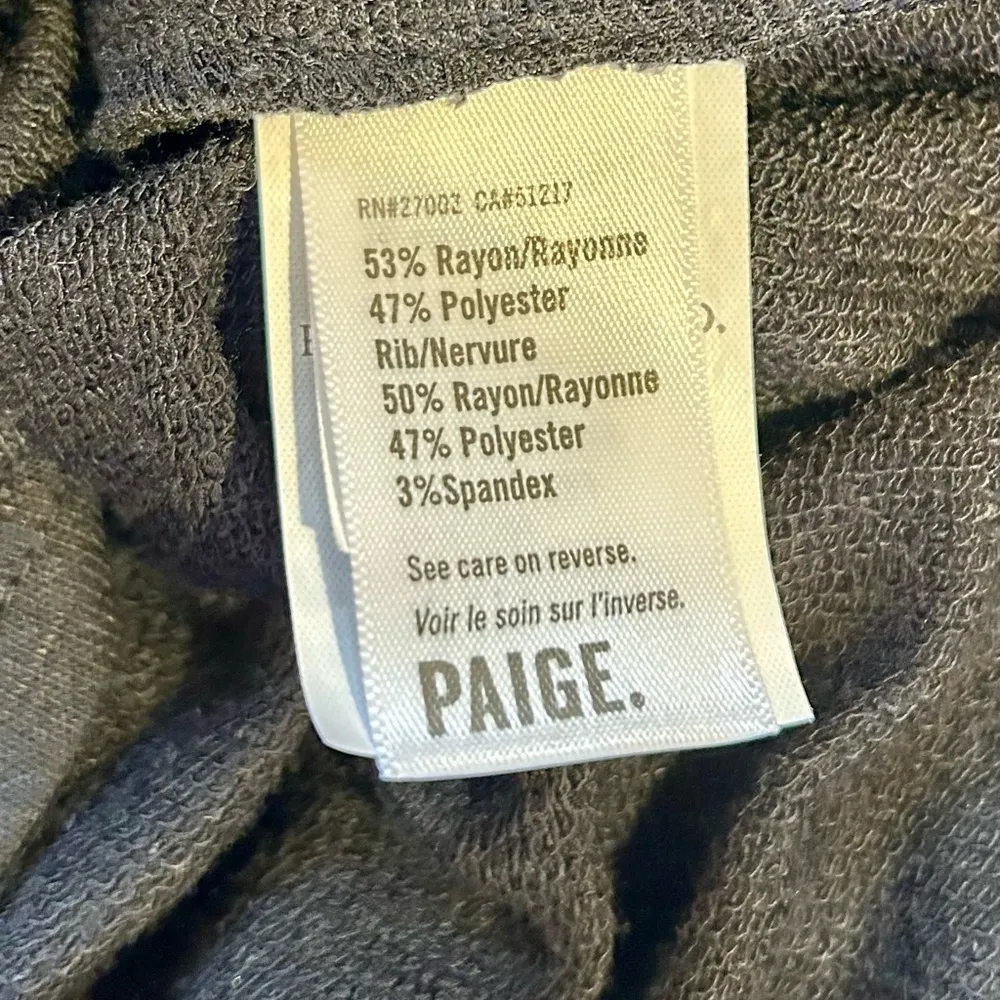 RN#27002 CA#51217
53% Rayon/Rayonne
47% Polyester
Rib/Nervure
50% Rayon/Rayonne
47% Polyester
3%Spandex
See care on reverse.
Voir le soin sur l'inverse.
PAIGE.